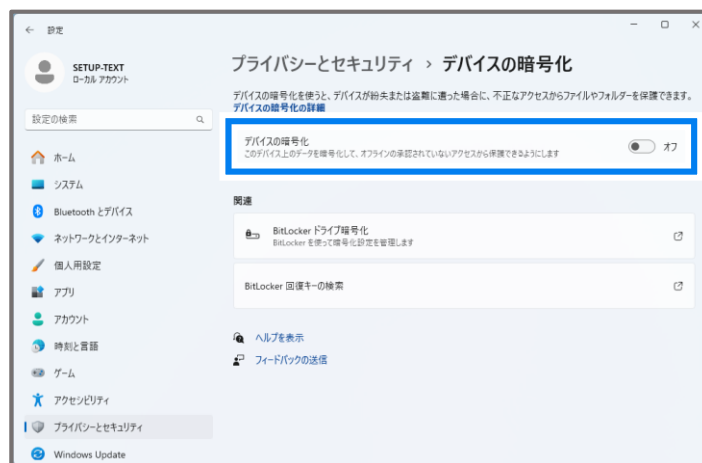 設定
SETUP-TEXT
ローカル アカウント
設定の検索
ホーム
システム
Bluetooth とデバイス
ネットワークとインターネット
個人用設定
アプリ
アカウント
時刻と言語
ゲーム
アクセシビリティ
プライバシーとセキュリティ
Windows Update
プライバシーとセキュリティ › デバイスの暗号化
デバイスの暗号化を使うと、デバイスが紛失または盗難に遭った場合に、不正なアクセスからファイルやフォルダーを保護できます。
デバイスの暗号化の詳細
デバイスの暗号化
このデバイス上のデータを暗号化して、オフラインの承認されていないアクセスから保護できるようにします
オフ
関連
BitLocker ドライブ暗号化
BitLocker を使って暗号化設定を管理します
BitLocker 回復キーの検索
ヘルプを表示
フィードバックの送信